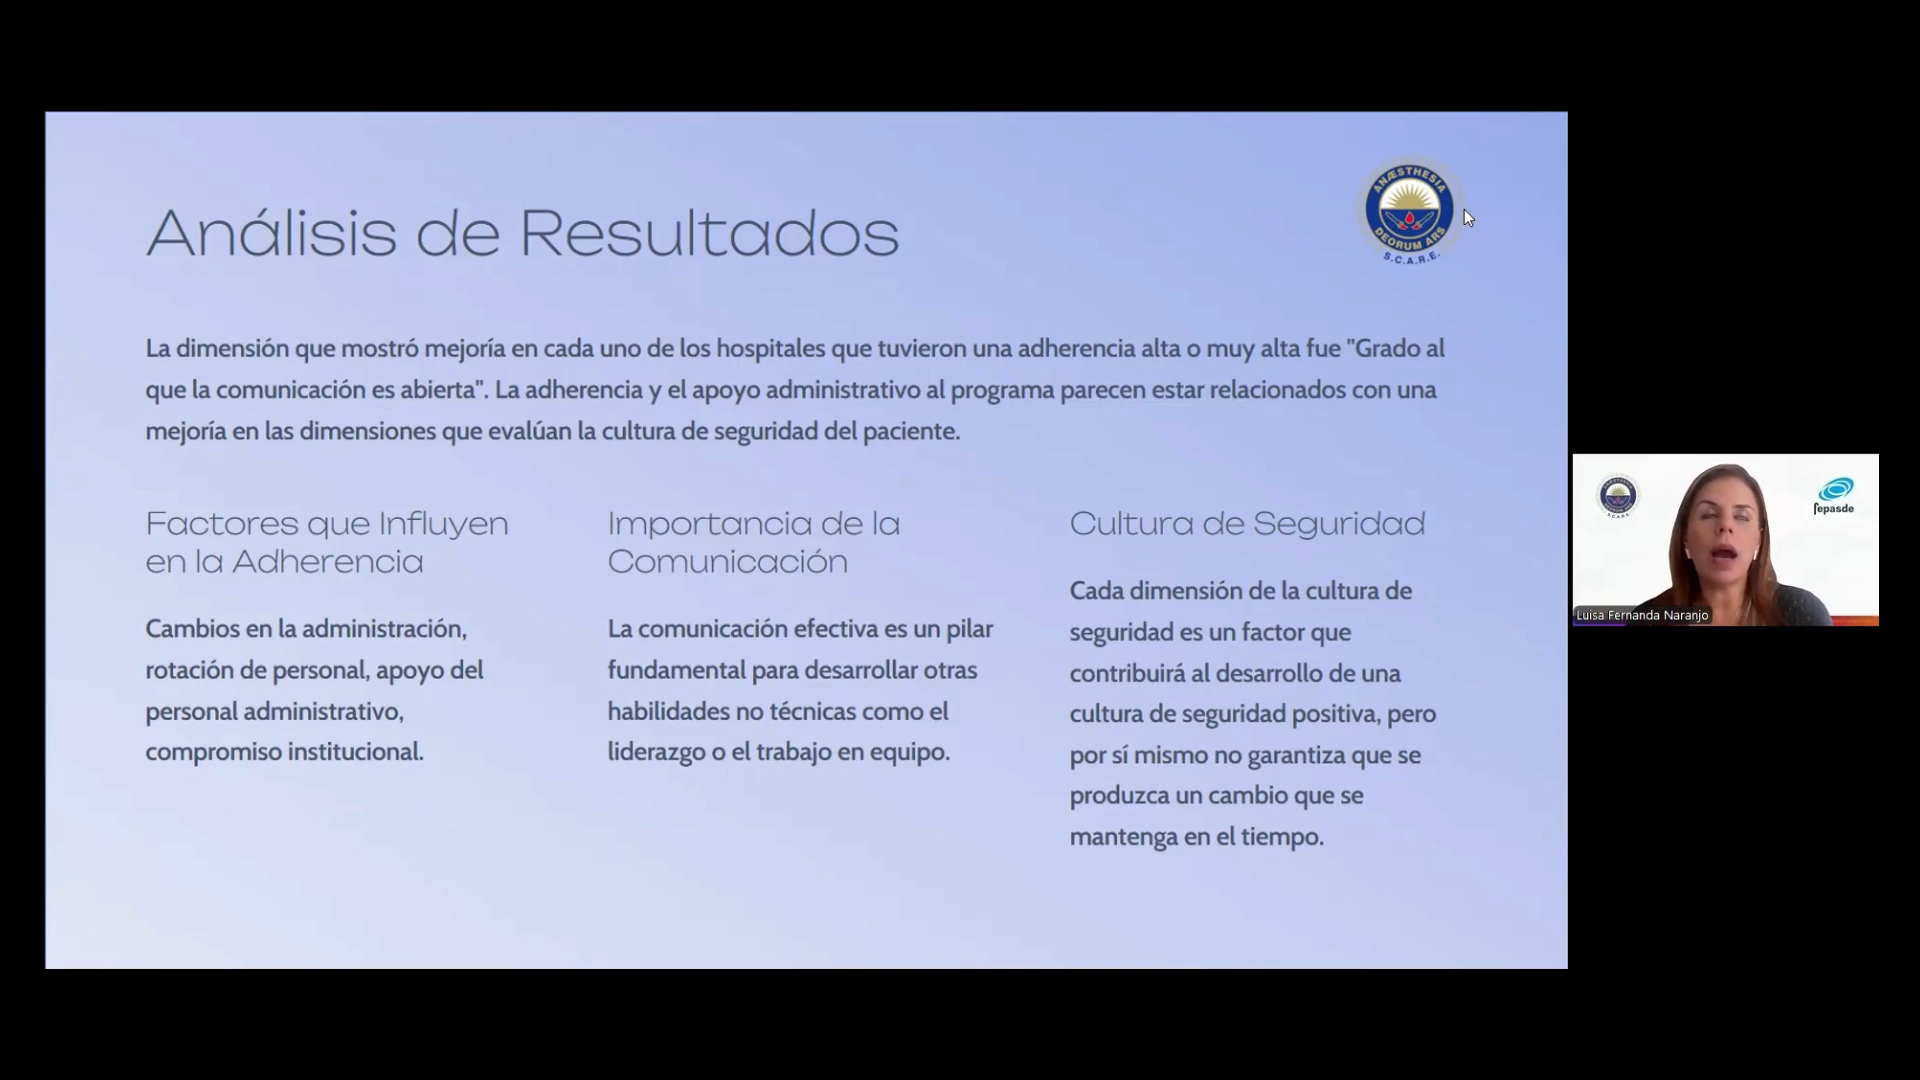 Análisis de Resultados
ANÆSTHESIA
DEORUM ARS
S.C.A.R.E.
La dimensión que mostró mejoría en cada uno de los hospitales que tuvieron una adherencia alta o muy alta fue "Grado al
que la comunicación es abierta". La adherencia y el apoyo administrativo al programa parecen estar relacionados con una
mejoría en las dimensiones que evalúan la cultura de seguridad del paciente.
Factores que Influyen
en la Adherencia
Cambios en la administración,
rotación de personal, apoyo del
personal administrativo,
compromiso institucional.
Importancia de la
Comunicación
La comunicación efectiva es un pilar
fundamental para desarrollar otras
habilidades no técnicas como el
liderazgo o el trabajo en equipo.
Cultura de Seguridad
Cada dimensión de la cultura de
seguridad es un factor que
contribuirá al desarrollo de una
cultura de seguridad positiva, pero
por sí mismo no garantiza que se
produzca un cambio que se
mantenga en el tiempo.
fepasde
Luisa Fernanda Naranjo